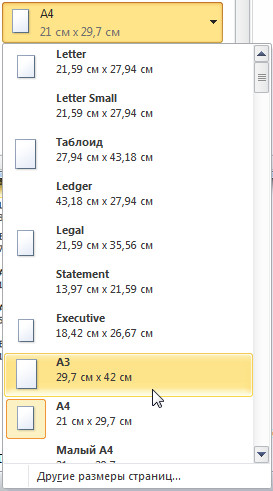 A4
21 см x 29,7 см
Letter
21,59 см x 27,94 см
Letter Small
21,59 см x 27,94 см
Таблоид
27,94 см x 43,18 см
Ledger
43,18 см x 27,94 см
Legal
21,59 см x 35,56 см
Statement
13,97 см x 21,59 см
Executive
18,42 см x 26,67 см
A3
29,7 см x 42 см
A4
21 см x 29,7 см
Малый A4
Другие размеры страниц...